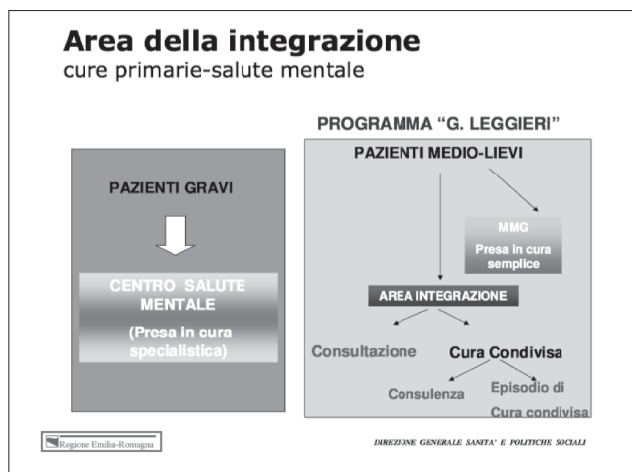 Area della integrazione
cure primarie-salute mentale
PAZIENTI GRAVI
CENTRO SALUTE
MENTALE
(Presa in cura
specialistica)
PROGRAMMA “G. LEGGIERI”
PAZIENTI MEDIO-LIEVI
MMG
Presa in cura
semplice
AREA INTEGRAZIONE
Consultazione
Cura Condivisa
Consulenza
Episodio di
Cura condivisa
Regione Emilia-Romagna
DIREZIONE GENERALE SANITA' E POLITICHE SOCIALI